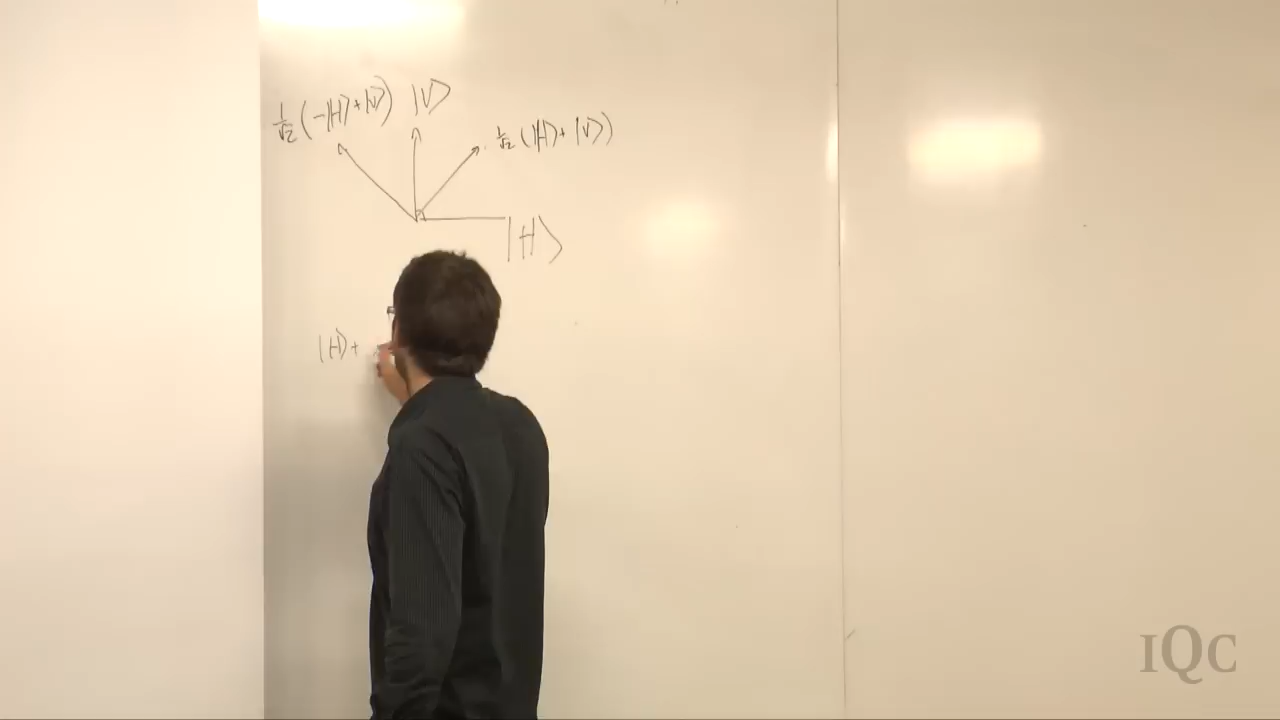 1/√2 (-|H⟩+|V⟩) |V⟩
1/√2 (|H⟩+|V⟩)
|H⟩
|H⟩+
IQC